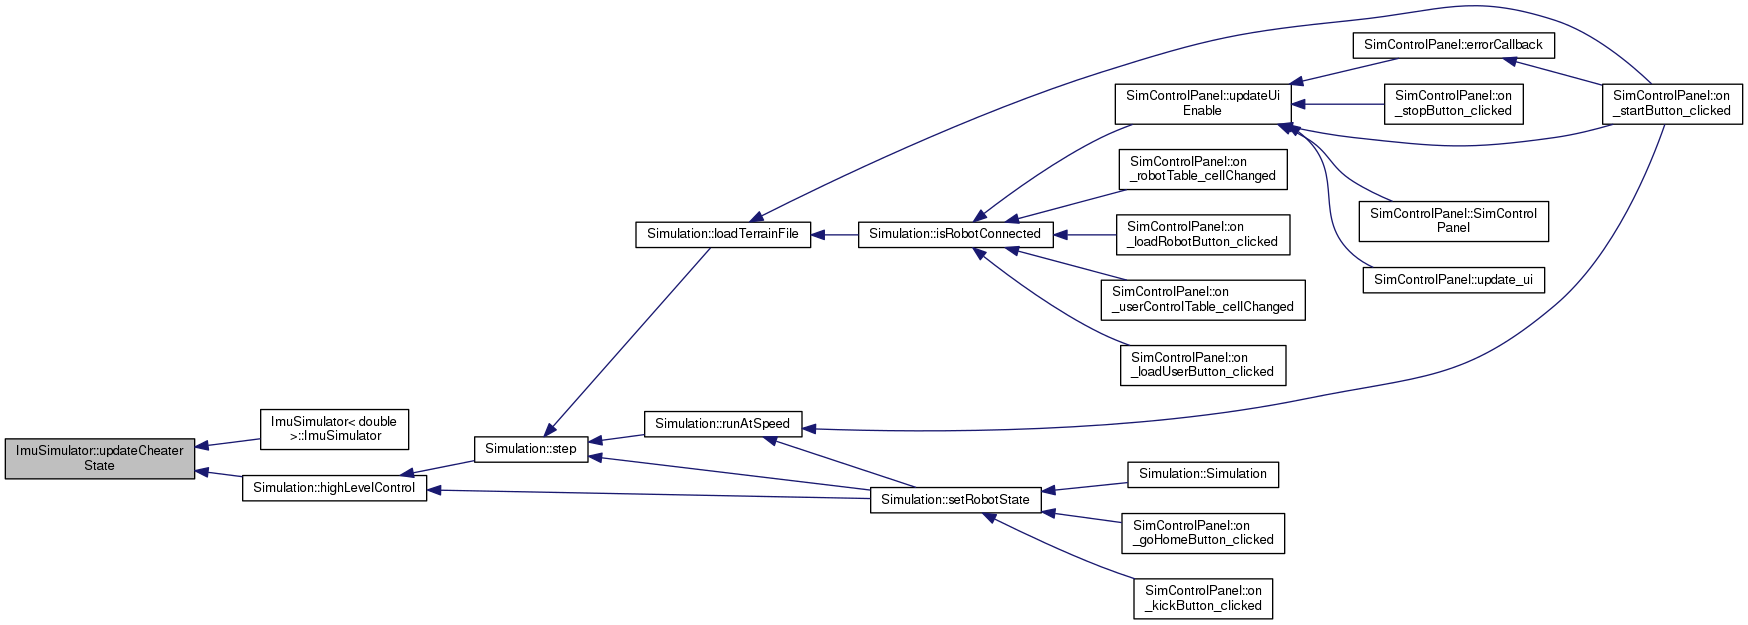 ImuSimulator::updateCheater
State
ImuSimulator< double
>::ImuSimulator
Simulation::highLevelControl
Simulation::step
Simulation::loadTerrainFile
Simulation::runAtSpeed
Simulation::isRobotConnected
Simulation::setRobotState
SimControlPanel::updateUi
Enable
SimControlPanel::on
_robotTable_cellChanged
SimControlPanel::on
_loadRobotButton_clicked
SimControlPanel::on
_userControlTable_cellChanged
SimControlPanel::on
_loadUserButton_clicked
Simulation::Simulation
SimControlPanel::on
_goHomeButton_clicked
SimControlPanel::on
_kickButton_clicked
SimControlPanel::errorCallback
SimControlPanel::on
_stopButton_clicked
SimControlPanel::SimControl
Panel
SimControlPanel::update_ui
SimControlPanel::on
_startButton_clicked